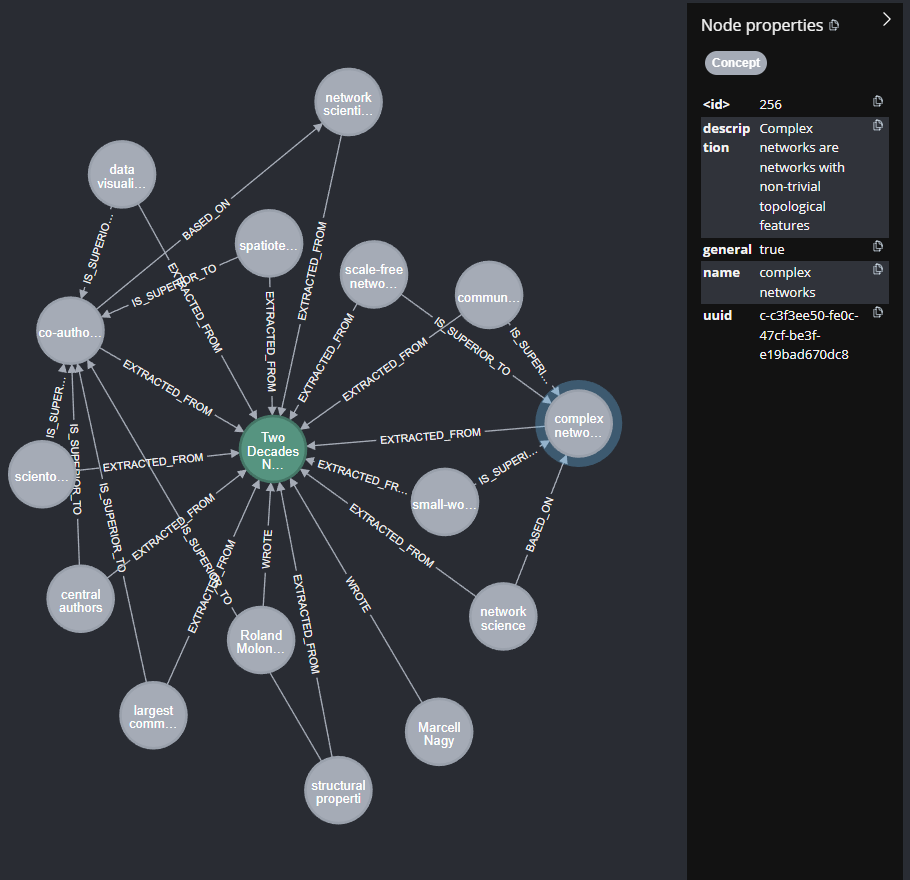 Node properties
Concept
<id> 256
descrip Complex
tion networks are
networks with
non-trivial
topological
features
general true
name complex
networks
uuid c-c3f3ee50-fe0c-
47cf-be3f-
e19bad670dc8
network
scienti...
data
visuali...
BASED_ON
spatiote...
IS_SUPERIO...
IS_SUPERIOR_TO
EXTRACTED_FROM
EXTRACTED_FROM
EXTRACTED_FROM
scale-free
netwo...
commun...
co-autho...
EXTRACTED_FROM
IS_SUPERIOR_TO
IS_SUPERI...
EXTRACTED_FROM
EXTRACTED_FROM
complex
netwo...
IS_SUPER...
Two
Decades
N...
EXTRACTED_FROM
sciento...
EXTRACTED_FROM
EXTRACTED_FR...
IS_SUPERI...
small-wo...
IS_SUPERIOR_TO
IS_SUPERIOR_TO
EXTRACTED_FROM
IS_SUPERIOR_TO
EXTRACTED_FROM
WROTE
EXTRACTED_FROM
BASED_ON
central
authors
EXTRACTED_FROM
WROTE
network
science
Roland
Molon...
largest
comm...
Marcell
Nagy
structural
properti